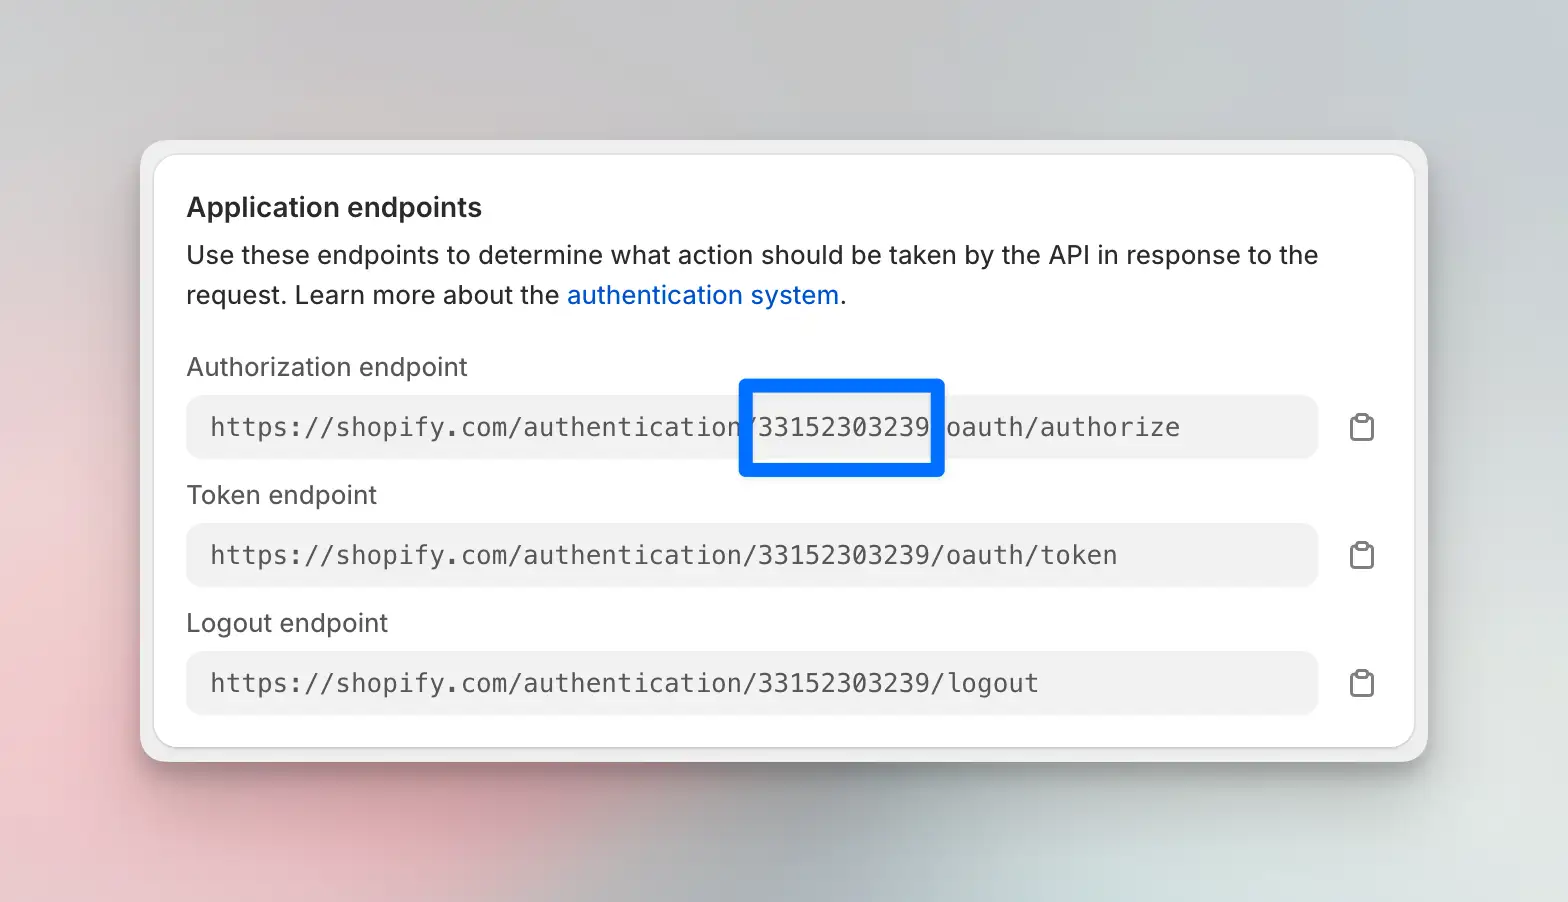 Application endpoints
Use these endpoints to determine what action should be taken by the API in response to the
request. Learn more about the authentication system.
Authorization endpoint
https://shopify.com/authentication/33152303239/oauth/authorize
Token endpoint
https://shopify.com/authentication/33152303239/oauth/token
Logout endpoint
https://shopify.com/authentication/33152303239/logout